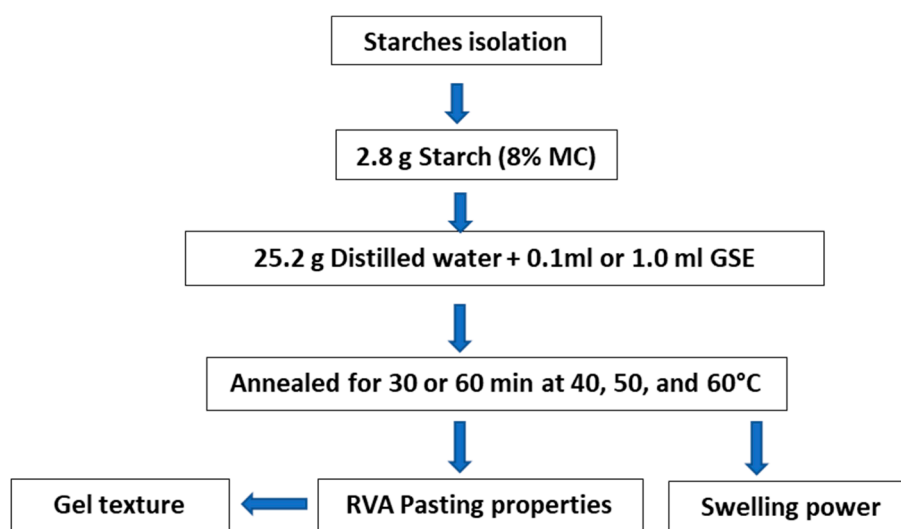 Starches isolation
2.8 g Starch (8% MC)
25.2 g Distilled water + 0.1ml or 1.0 ml GSE
Annealed for 30 or 60 min at 40, 50, and 60°C
Gel texture
RVA Pasting properties
Swelling power